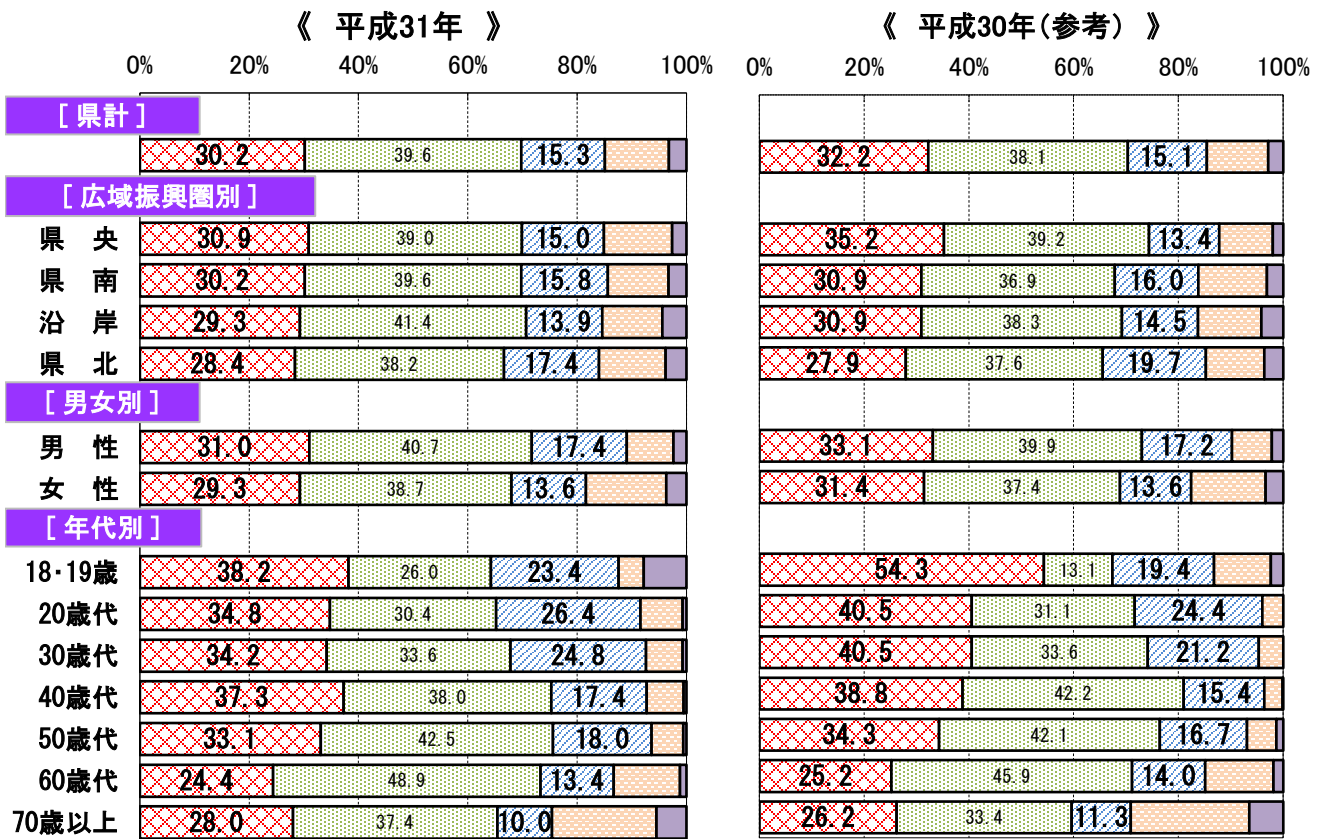 《 平成31年 》 《 平成30年(参考) 》
0% 20% 40% 60% 80% 100% 0% 20% 40% 60% 80% 100%
[ 県計 ]
30.2 39.6 15.3 32.2 38.1 15.1
[ 広域振興圏別 ]
県 央 30.9 39.0 15.0 35.2 39.2 13.4
県 南 30.2 39.6 15.8 30.9 36.9 16.0
沿 岸 29.3 41.4 13.9 30.9 38.3 14.5
県 北 28.4 38.2 17.4 27.9 37.6 19.7
[ 男女別 ]
男 性 31.0 40.7 17.4 33.1 39.9 17.2
女 性 29.3 38.7 13.6 31.4 37.4 13.6
[ 年代別 ]
18・19歳 38.2 26.0 23.4 54.3 13.1 19.4
20歳代 34.8 30.4 26.4 40.5 31.1 24.4
30歳代 34.2 33.6 24.8 40.5 33.6 21.2
40歳代 37.3 38.0 17.4 38.8 42.2 15.4
50歳代 33.1 42.5 18.0 34.3 42.1 16.7
60歳代 24.4 48.9 13.4 25.2 45.9 14.0
70歳以上 28.0 37.4 10.0 26.2 33.4 11.3